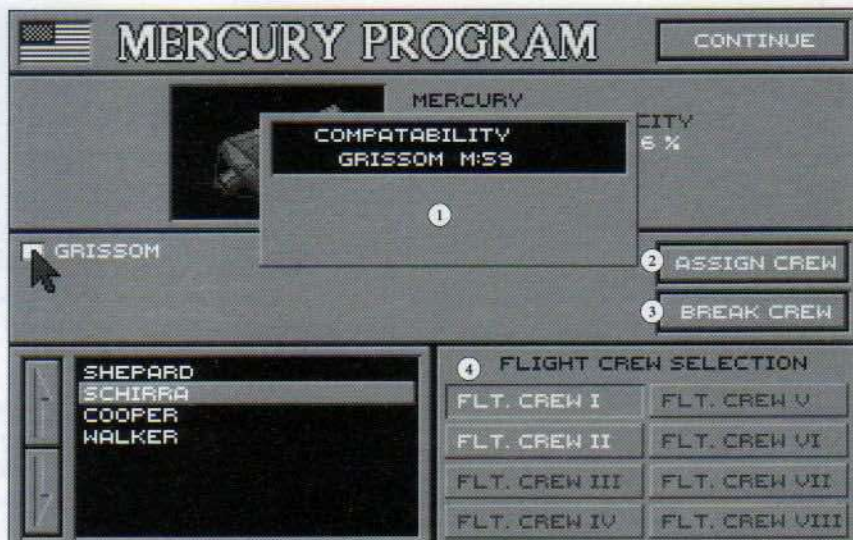 MERCURY PROGRAM
CONTINUE
MERCURY
CITY
6 %
COMPATABILITY
GRISSOM M:59
1
GRISSOM
2 ASSIGN CREW
3 BREAK CREW
SHEPARD
SCHIRRA
COOPER
WALKER
4 FLIGHT CREW SELECTION
FLT. CREW I
FLT. CREW V
FLT. CREW II
FLT. CREW VI
FLT. CREW III
FLT. CREW VII
FLT. CREW IV
FLT. CREW VIII